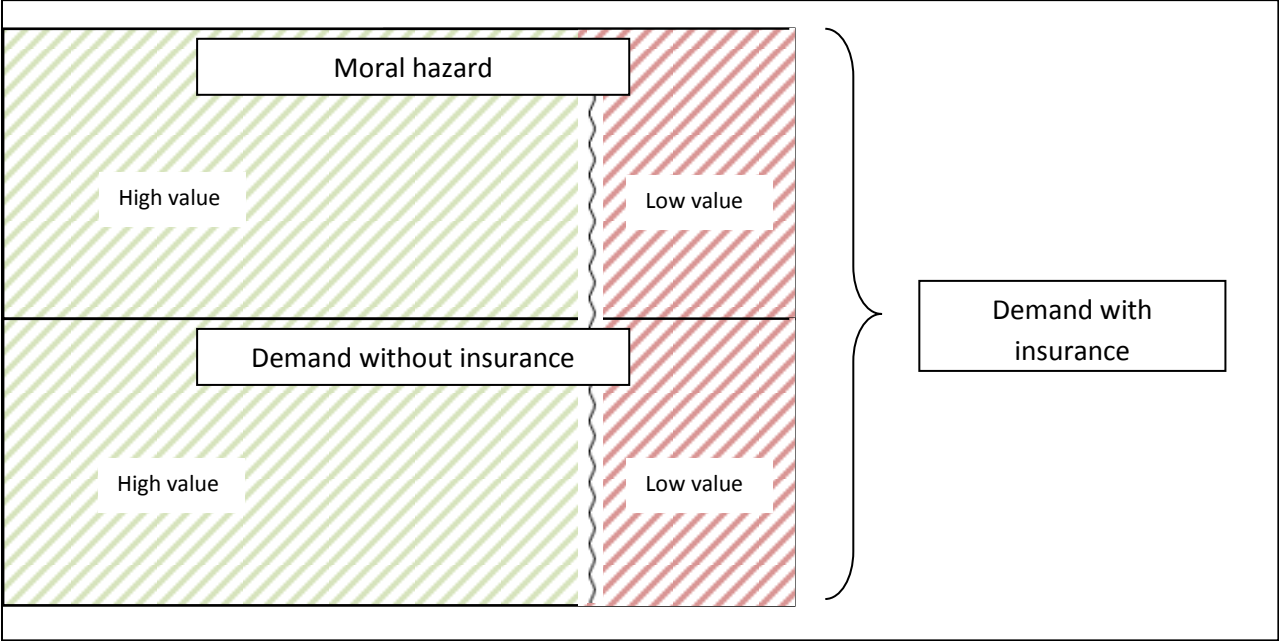 Moral hazard
High value
Low value
Demand without insurance
High value
Low value
Demand with
insurance